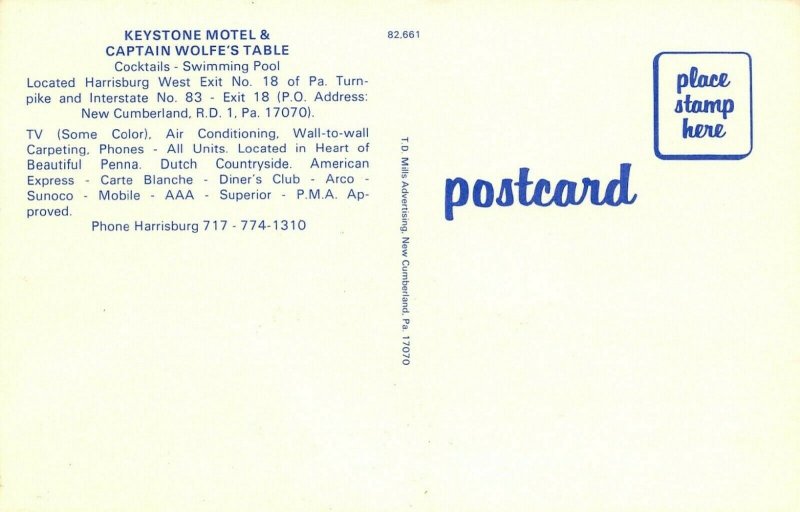 KEYSTONE MOTEL &
CAPTAIN WOLFE'S TABLE
Cocktails - Swimming Pool
Located Harrisburg West Exit No. 18 of Pa. Turn-
pike and Interstate No. 83 - Exit 18 (P.O. Address:
New Cumberland, R.D. 1, Pa. 17070).
TV (Some Color), Air Conditioning, Wall-to-wall
Carpeting, Phones - All Units. Located in Heart of
Beautiful Penna. Dutch Countryside. American
Express - Carte Blanche - Diner's Club - Arco -
Sunoco - Mobile - AAA - Superior - P.M.A. Ap-
proved.
Phone Harrisburg 717 - 774-1310
82,661
T.D. Mills Advertising, New Cumberland, Pa. 17070
place
stamp
here
postcard